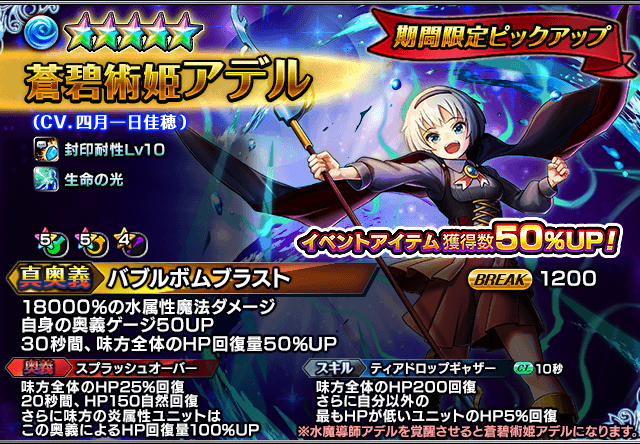 期間限定ピックアップ
蒼碧術姫アデル
(CV.四月一日佳穂)
封印耐性Lv10
生命の光
5 5 4
イベントアイテム獲得数50%UP!
真奥義 バブルボムブラスト BREAK 1200
18000%の水属性魔法ダメージ
自身の奥義ゲージ50UP
30秒間、味方全体のHP回復量50%UP
奥義 スプラッシュオーバー
味方全体のHP25%回復
20秒間、HP150自然回復
さらに味方の炎属性ユニットは
この奥義によるHP回復量100%UP
スキル ティアドロップギャザー CT 10秒
味方全体のHP200回復
さらに自分以外の
最もHPが低いユニットのHP5%回復
※水魔導師アデルを覚醒させると蒼碧術姫アデルになります。